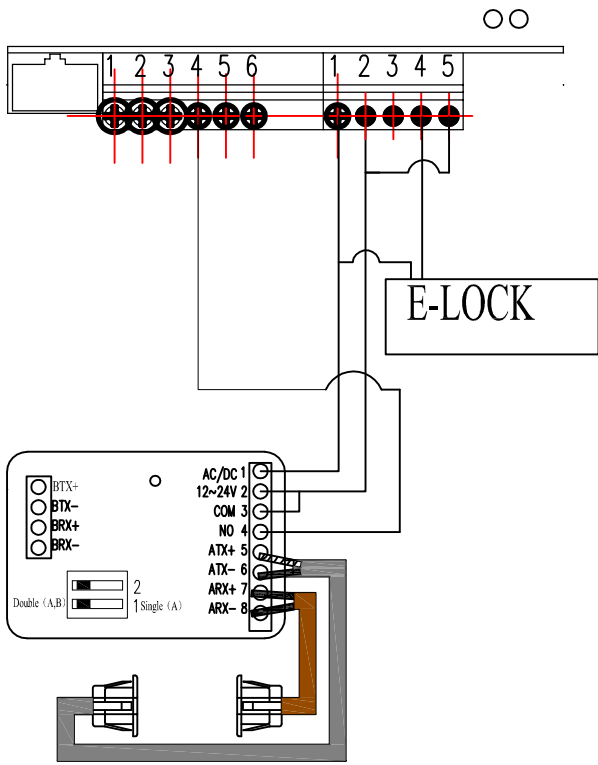 1 2 3 4 5 6
1 2 3 4 5
E-LOCK
BTX+
BTX-
BRX+
BRX-
AC/DC 1
12~24V 2
COM 3
NO 4
ATX+ 5
ATX- 6
ARX+ 7
ARX- 8
2
Double (A,B) 1 Single (A)